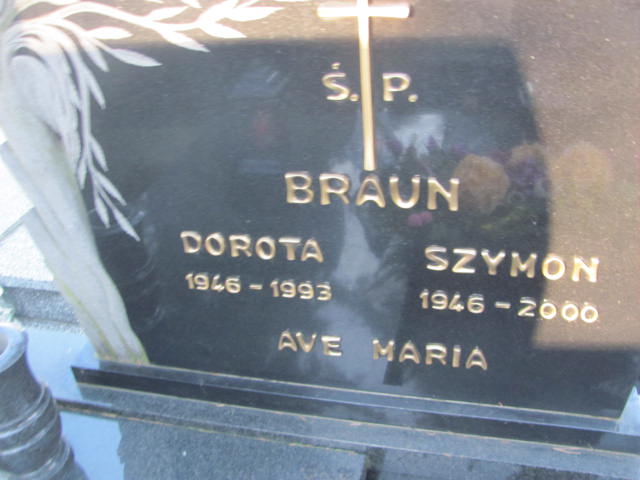 Ś. P.
BRAUN
DOROTA SZYMON
1946 - 1993 1946 - 2000
AVE MARIA